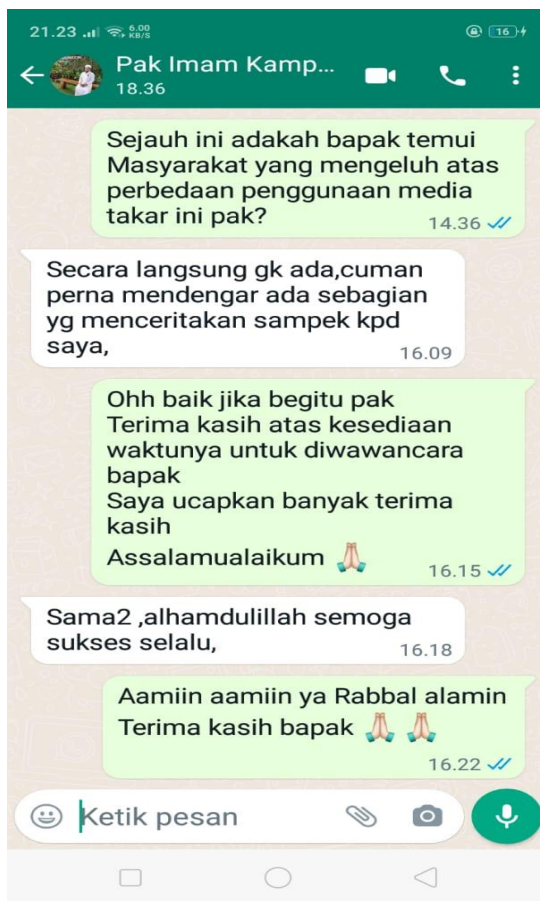 21.23 6.00 KB/S 16
Pak Imam Kamp...
18.36
Sejauh ini adakah bapak temui
Masyarakat yang mengeluh atas
perbedaan penggunaan media
takar ini pak?
14.36
Secara langsung gk ada,cuman
perna mendengar ada sebagian
yg menceritakan sampek kpd
saya,
16.09
Ohh baik jika begitu pak
Terima kasih atas kesediaan
waktunya untuk diwawancara
bapak
Saya ucapkan banyak terima
kasih
Assalamualaikum 🙏🏻
16.15
Sama2 ,alhamdulillah semoga
sukses selalu,
16.18
Aamiin aamiin ya Rabbal alamin
Terima kasih bapak 🙏🏻 🙏🏻
16.22
Ketik pesan